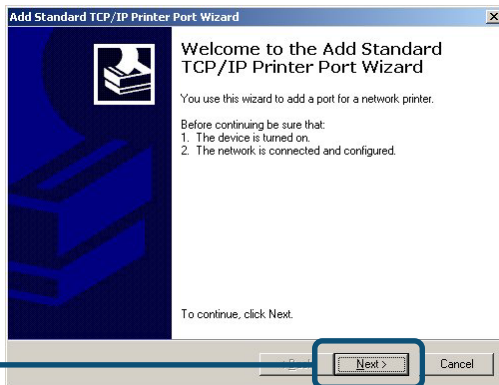 Add Standard TCP/IP Printer Port Wizard
Welcome to the Add Standard
TCP/IP Printer Port Wizard
You use this wizard to add a port for a network printer.
Before continuing be sure that:
1. The device is turned on.
2. The network is connected and configured.
To continue, click Next.
Next > Cancel